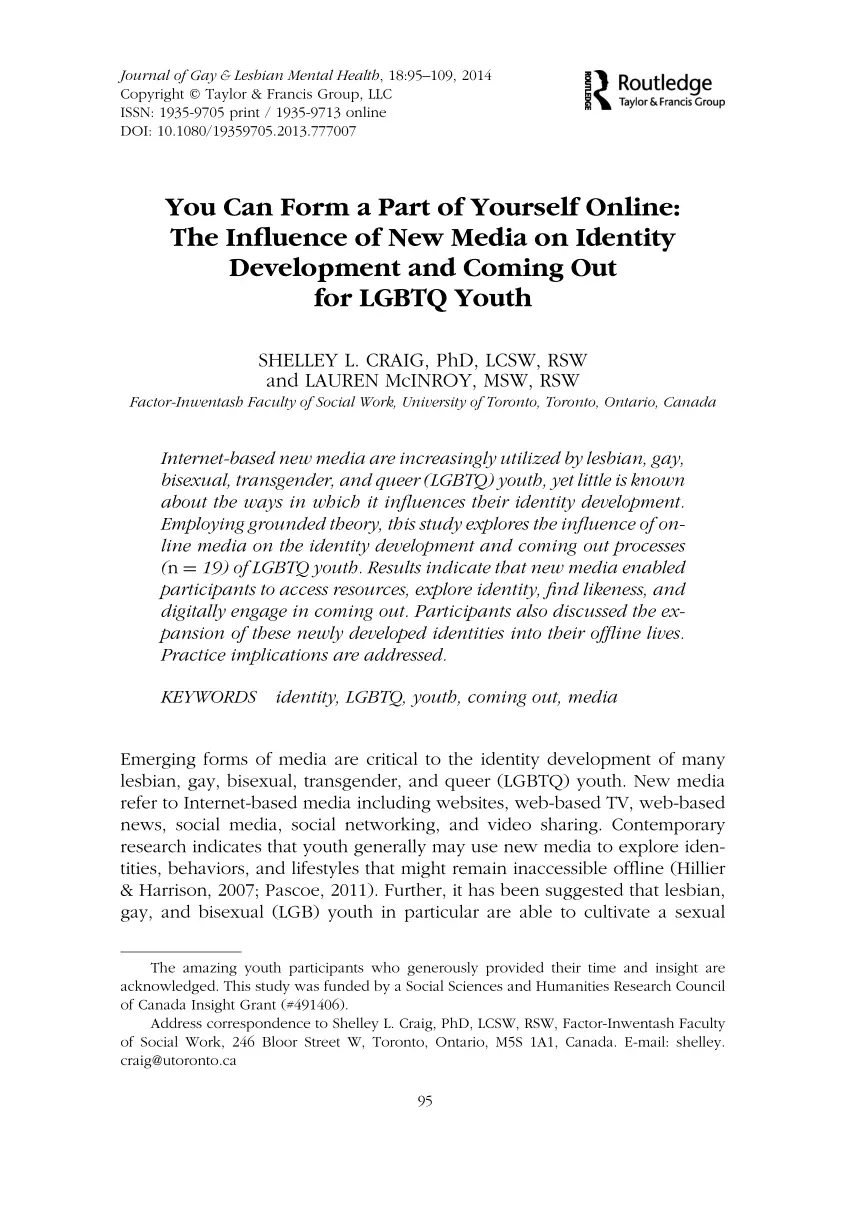 Journal of Gay & Lesbian Mental Health, 18:95–109, 2014
Copyright © Taylor & Francis Group, LLC
ISSN: 1935-9705 print / 1935-9713 online
DOI: 10.1080/19359705.2013.777007
ROUTLEDGE
Routledge
Taylor & Francis Group
You Can Form a Part of Yourself Online:
The Influence of New Media on Identity
Development and Coming Out
for LGBTQ Youth
SHELLEY L. CRAIG, PhD, LCSW, RSW
and LAUREN McINROY, MSW, RSW
Factor-Inwentash Faculty of Social Work, University of Toronto, Toronto, Ontario, Canada
Internet-based new media are increasingly utilized by lesbian, gay,
bisexual, transgender, and queer (LGBTQ) youth, yet little is known
about the ways in which it influences their identity development.
Employing grounded theory, this study explores the influence of on-
line media on the identity development and coming out processes
(n = 19) of LGBTQ youth. Results indicate that new media enabled
participants to access resources, explore identity, find likeness, and
digitally engage in coming out. Participants also discussed the ex-
pansion of these newly developed identities into their offline lives.
Practice implications are addressed.
KEYWORDS identity, LGBTQ, youth, coming out, media
Emerging forms of media are critical to the identity development of many
lesbian, gay, bisexual, transgender, and queer (LGBTQ) youth. New media
refer to Internet-based media including websites, web-based TV, web-based
news, social media, social networking, and video sharing. Contemporary
research indicates that youth generally may use new media to explore iden-
tities, behaviors, and lifestyles that might remain inaccessible offline (Hillier
& Harrison, 2007; Pascoe, 2011). Further, it has been suggested that lesbian,
gay, and bisexual (LGB) youth in particular are able to cultivate a sexual
The amazing youth participants who generously provided their time and insight are
acknowledged. This study was funded by a Social Sciences and Humanities Research Council
of Canada Insight Grant (#491406).
Address correspondence to Shelley L. Craig, PhD, LCSW, RSW, Factor-Inwentash Faculty
of Social Work, 246 Bloor Street W, Toronto, Ontario, M5S 1A1, Canada. E-mail: shelley.
craig@utoronto.ca
95